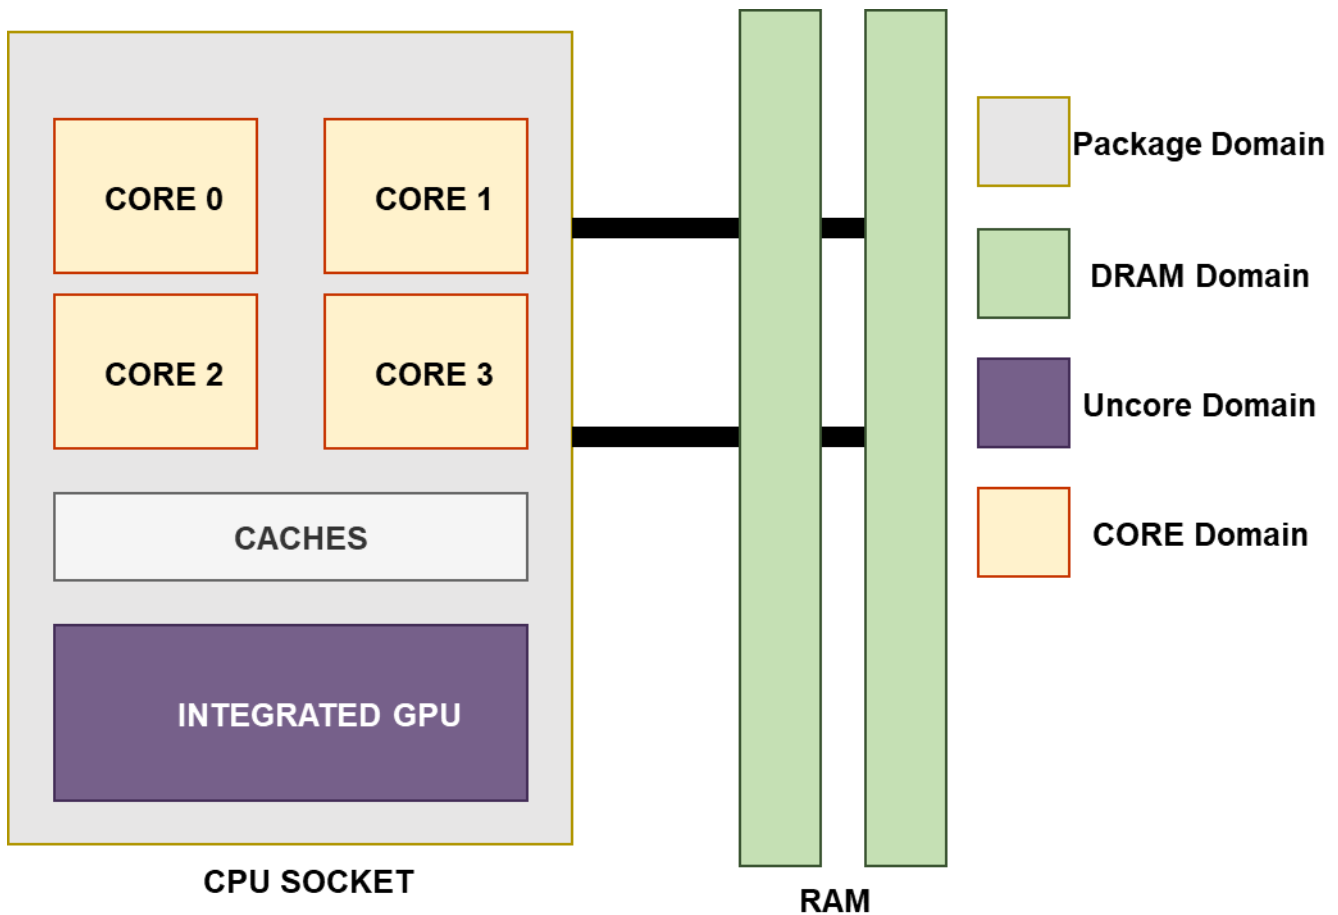 CORE 0
CORE 1
CORE 2
CORE 3
CACHES
INTEGRATED GPU
CPU SOCKET
RAM
Package Domain
DRAM Domain
Uncore Domain
CORE Domain